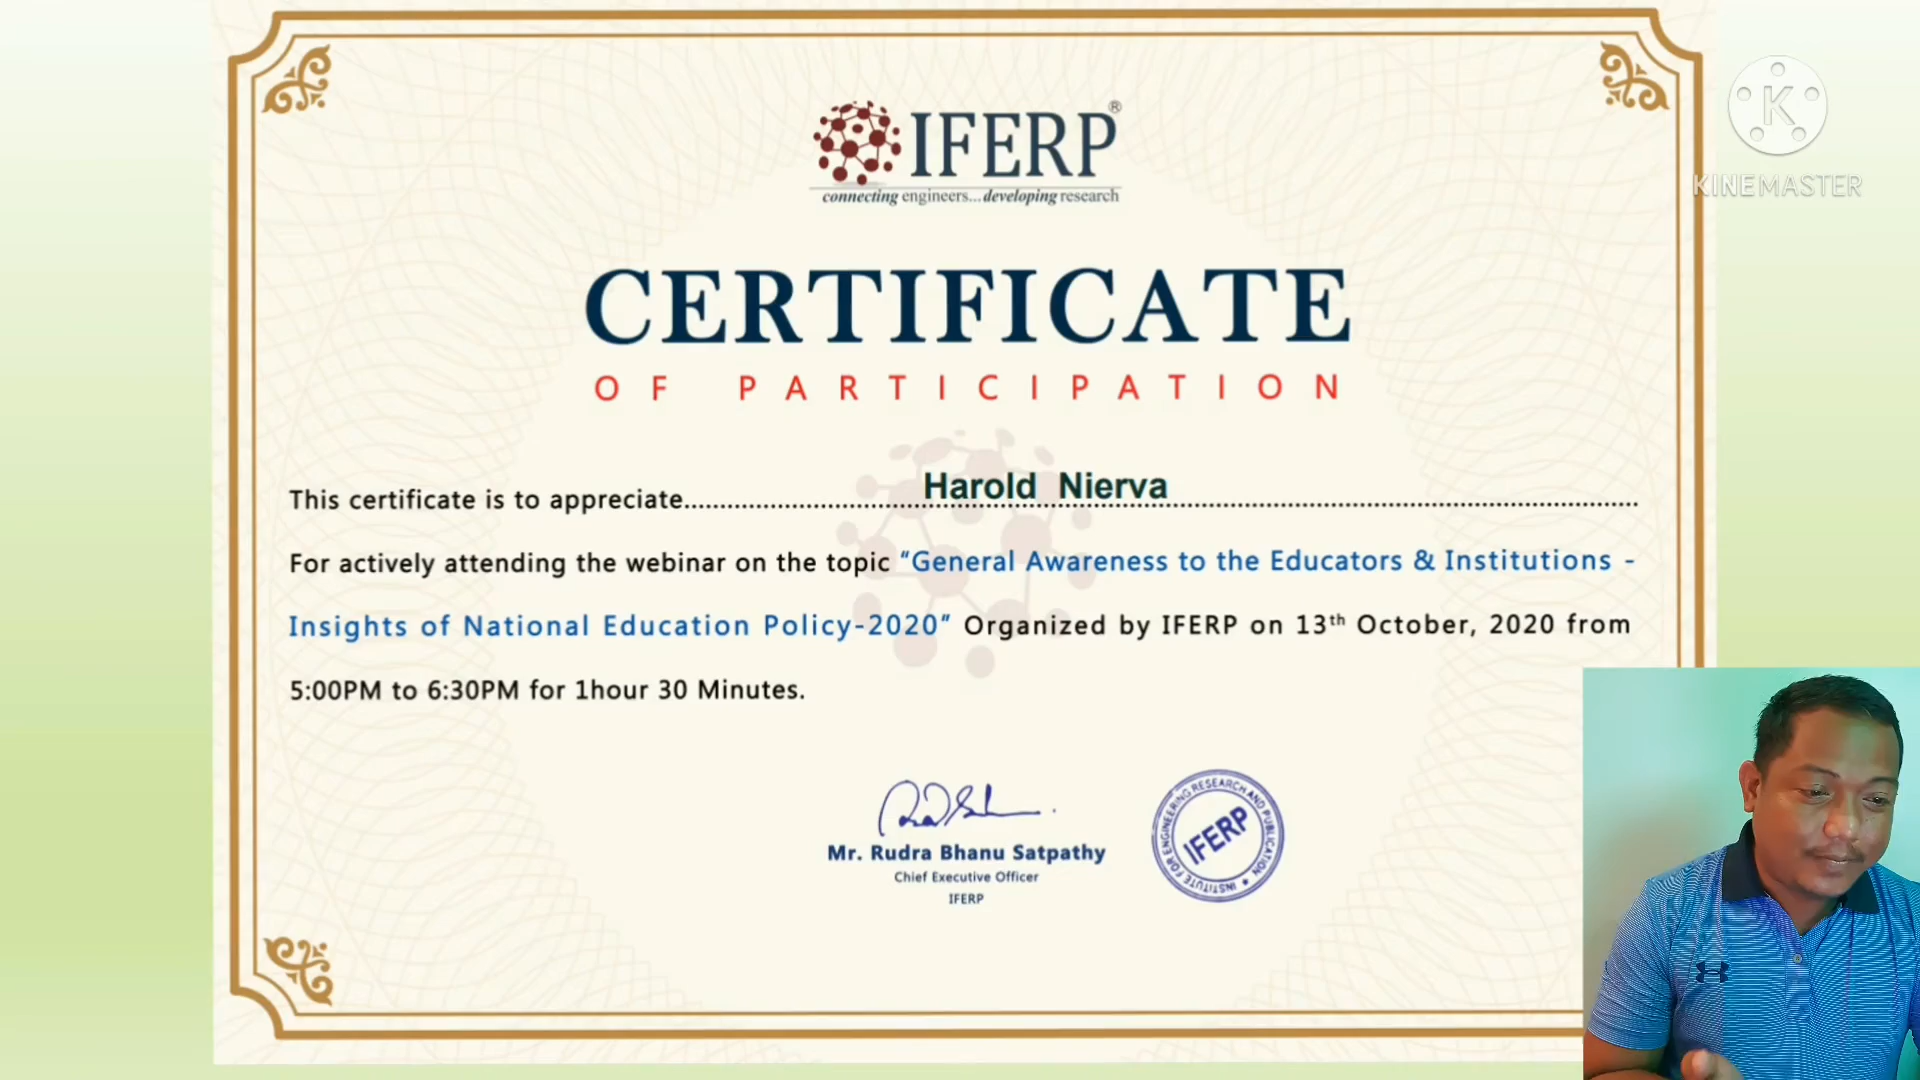 IFERP®
connecting engineers...developing research
KINEMASTER
CERTIFICATE
OF PARTICIPATION
This certificate is to appreciate Harold Nierva
For actively attending the webinar on the topic “General Awareness to the Educators & Institutions -
Insights of National Education Policy-2020” Organized by IFERP on 13th October, 2020 from
5:00PM to 6:30PM for 1hour 30 Minutes.
Mr. Rudra Bhanu Satpathy
Chief Executive Officer
IFERP
INSTITUTE FOR ENGINEERING RESEARCH AND PUBLICATION
IFERP